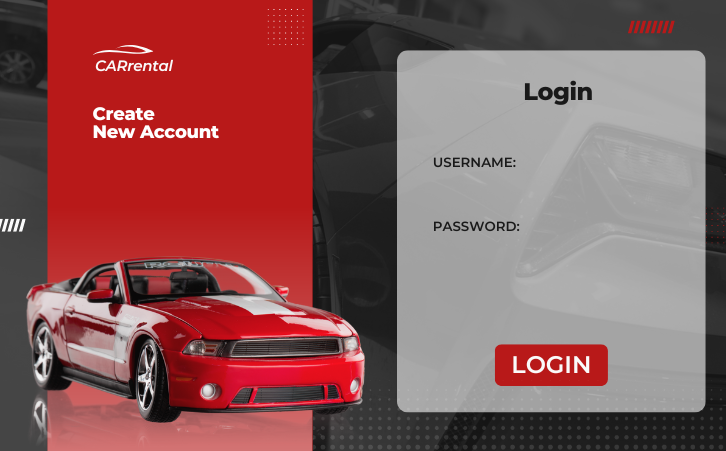 CARrental
Create
New Account
Login
USERNAME:
PASSWORD:
LOGIN